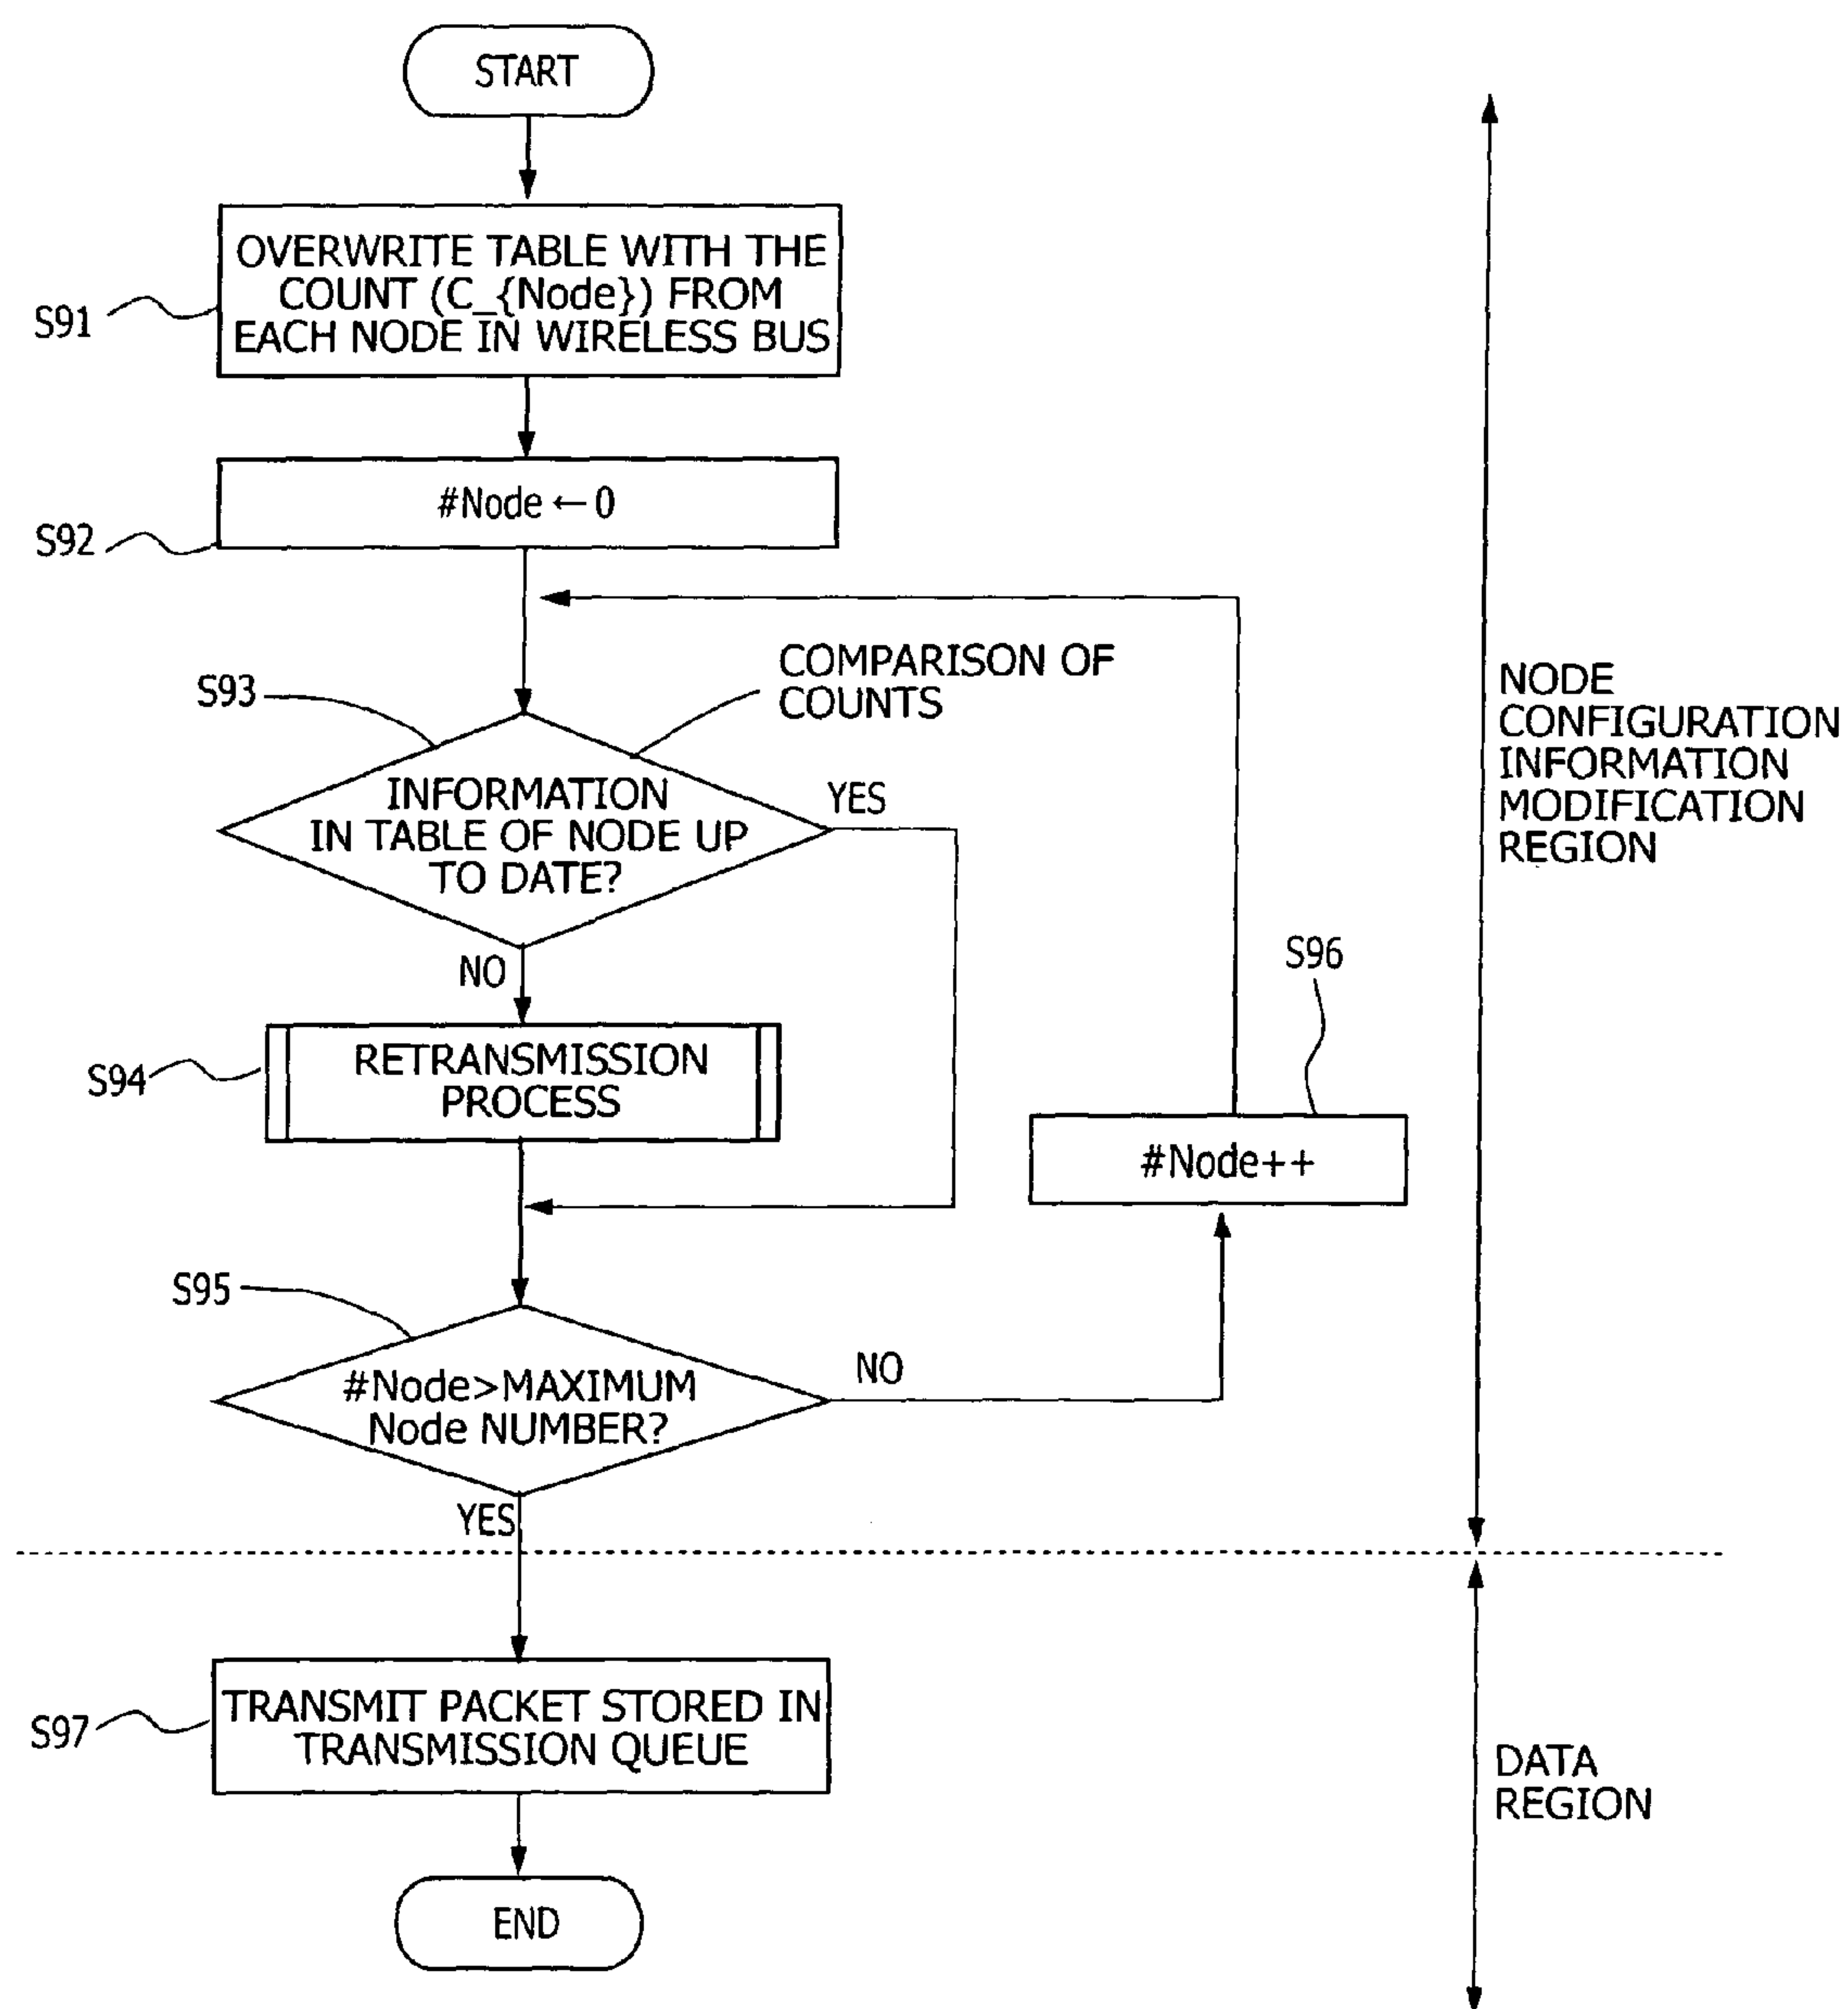 START
OVERWRITE TABLE WITH THE
COUNT (C_{Node}) FROM
EACH NODE IN WIRELESS BUS
S91
#Node ← 0
S92
COMPARISON OF
COUNTS
S93
INFORMATION
IN TABLE OF NODE UP
TO DATE?
YES
NO
NODE
CONFIGURATION
INFORMATION
MODIFICATION
REGION
S96
RETRANSMISSION
PROCESS
S94
#Node++
S95
#Node>MAXIMUM
Node NUMBER?
NO
YES
TRANSMIT PACKET STORED IN
TRANSMISSION QUEUE
S97
DATA
REGION
END